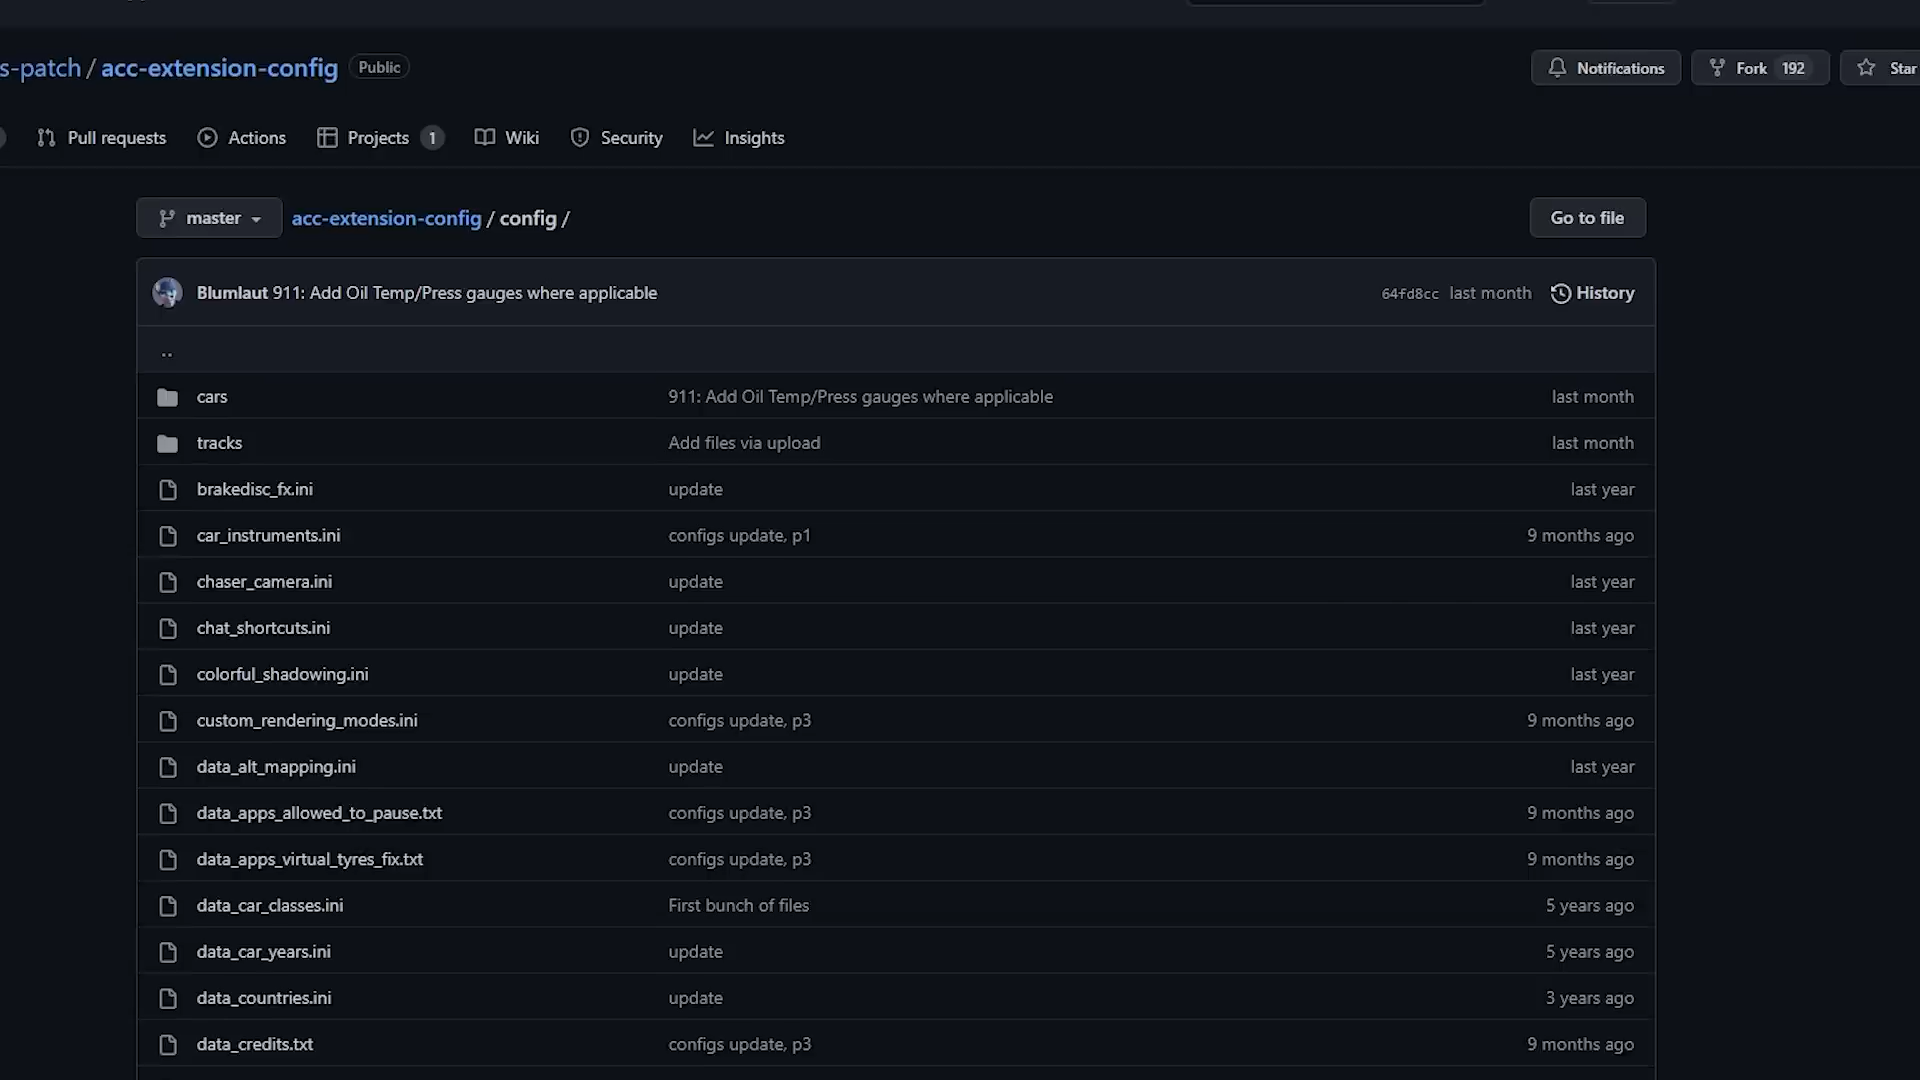 s-patch / acc-extension-config Public
Notifications Fork 192 Star
Pull requests Actions Projects 1 Wiki Security Insights
master acc-extension-config / config / Go to file
Blumlaut 911: Add Oil Temp/Press gauges where applicable 64fd8cc last month History
..
cars 911: Add Oil Temp/Press gauges where applicable last month
tracks Add files via upload last month
brakedisc_fx.ini update last year
car_instruments.ini configs update, p1 9 months ago
chaser_camera.ini update last year
chat_shortcuts.ini update last year
colorful_shadowing.ini update last year
custom_rendering_modes.ini configs update, p3 9 months ago
data_alt_mapping.ini update last year
data_apps_allowed_to_pause.txt configs update, p3 9 months ago
data_apps_virtual_tyres_fix.txt configs update, p3 9 months ago
data_car_classes.ini First bunch of files 5 years ago
data_car_years.ini update 5 years ago
data_countries.ini update 3 years ago
data_credits.txt configs update, p3 9 months ago